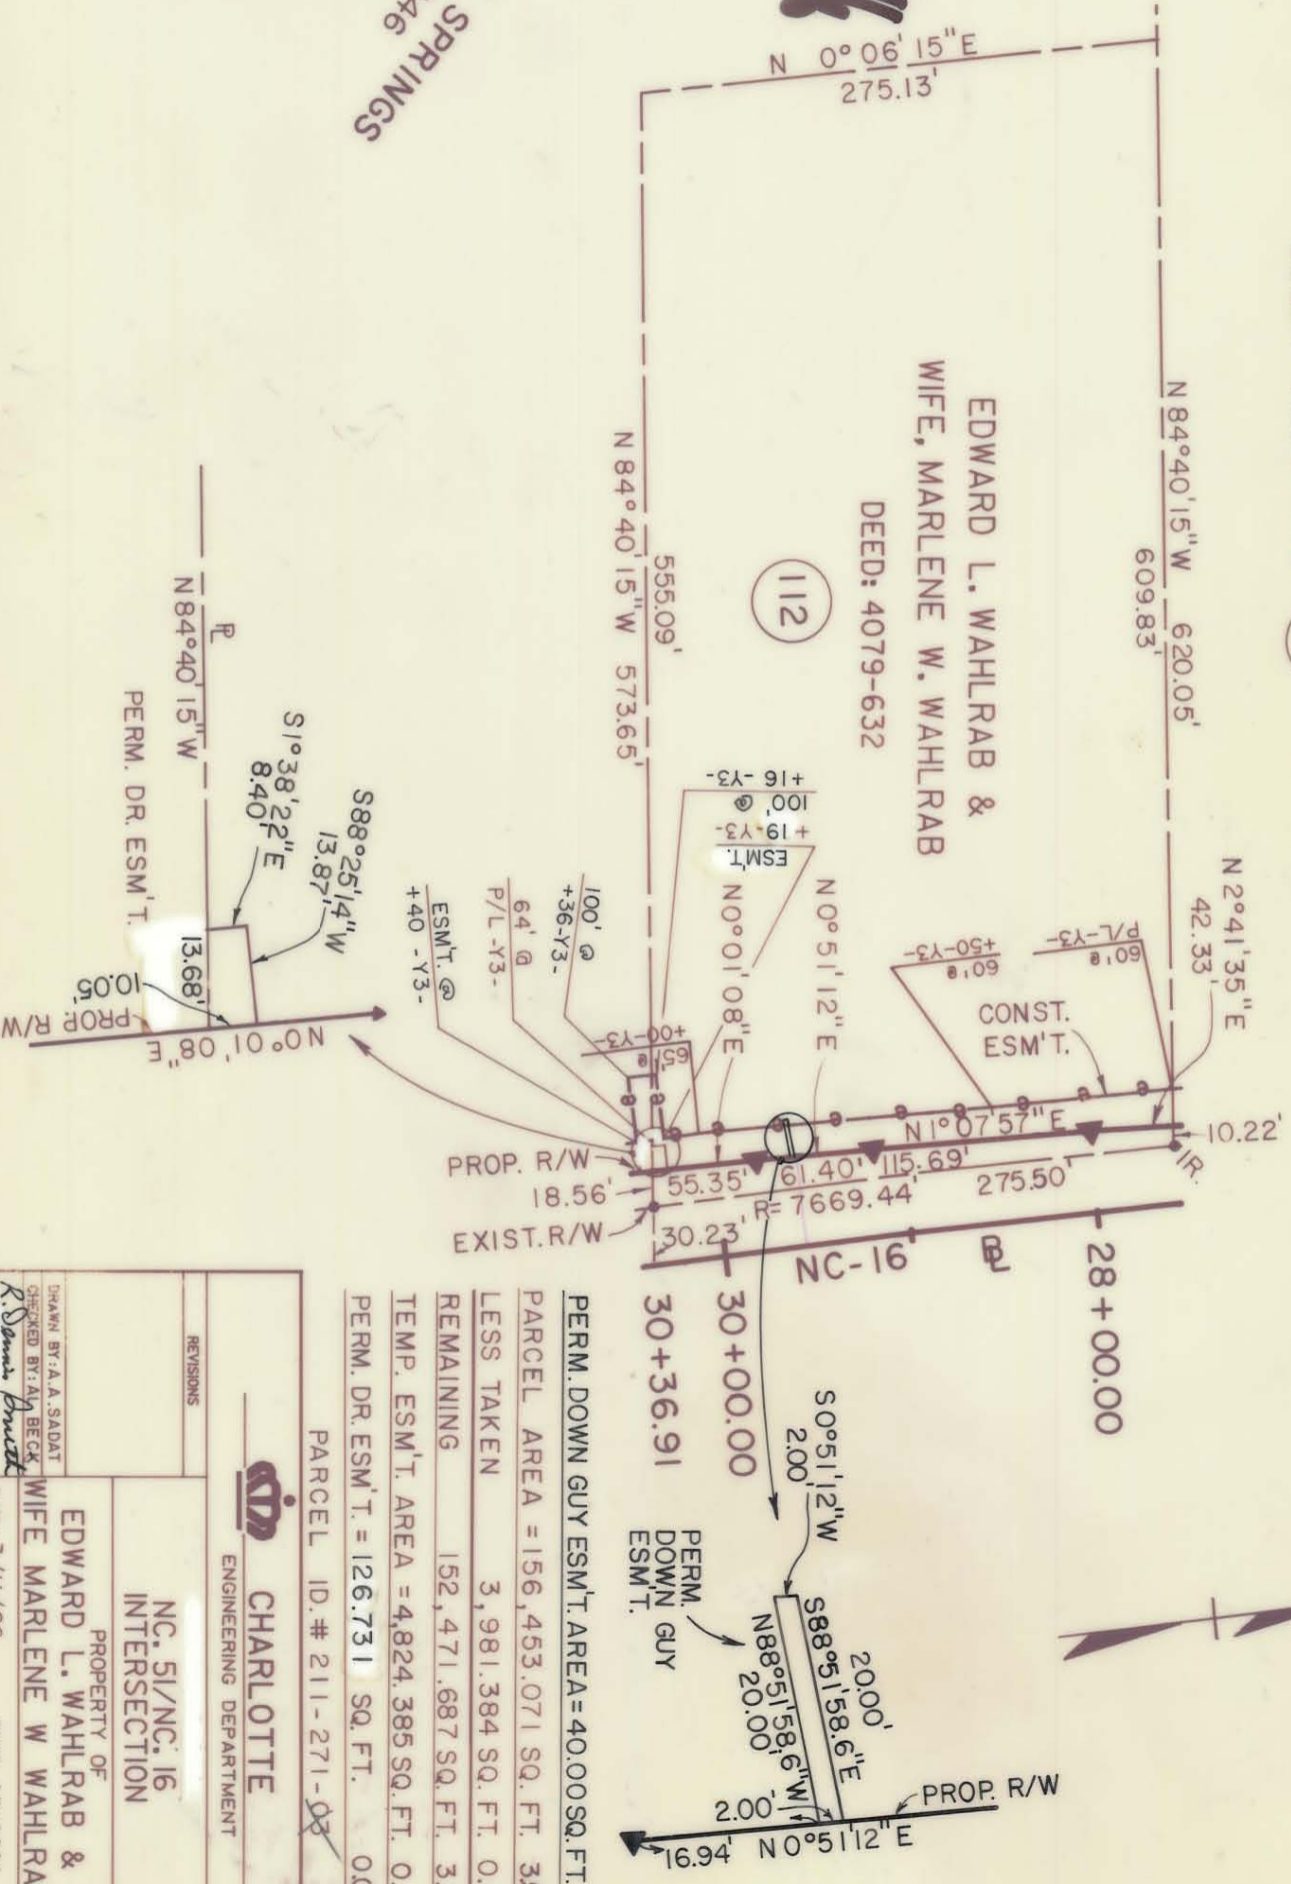 SPRINGS
46
N 0° 06' 15" E
275.13'
N 84° 40' 15" W 620.05'
609.83'
EDWARD L. WAHLRAB &
WIFE, MARLENE W. WAHLRAB
DEED: 4079-632
112
555.09'
N 84° 40' 15" W 573.65'
N 2° 41' 35" E
42.33'
P/L-Y3-
60'@
+50-Y3-
60'@
CONST.
ESM'T.
N0° 51' 12" E
N0° 01' 08" E
ESM'T.
+19-Y3-
100' @
+16 -Y3-
100' @
+36-Y3-
64' @
P/L -Y3-
ESM'T. @
+40 -Y3-
+00-Y3-
65' @
N1° 07' 57" E
10.22'
IR.
PROP. R/W
18.56'
EXIST. R/W
55.35'
61.40'
115.69'
R= 7669.44'
275.50'
30.23'
NC-16
28+00.00
30+00.00
30+36.91
PL
N 84° 40' 15" W
PERM. DR. ESM'T.
S1° 38' 22" E
8.40'
S88° 25' 14" W
13.87'
13.68'
10.05'
PROP. R/W
N0° 01' 08" E
S0° 51' 12" W
2.00'
PERM.
DOWN GUY
ESM'T.
20.00'
S88° 51' 58.6" E
N88° 51' 58.6" W
20.00'
2.00'
PROP. R/W
16.94'
N 0° 51' 12" E
PERM. DOWN GUY ESM'T. AREA = 40.00 SQ. FT.
PARCEL AREA = 156,453.071 SQ. FT.
LESS TAKEN 3,981.384 SQ. FT.
REMAINING 152,471.687 SQ. FT.
TEMP. ESM'T. AREA = 4,824.385 SQ. FT.
PERM. DR. ESM'T. = 126.731 SQ. FT.
PARCEL ID. # 211-271-03
CHARLOTTE
ENGINEERING DEPARTMENT
REVISIONS
NC. 51/NC. 16
INTERSECTION
PROPERTY OF
EDWARD L. WAHLRAB &
WIFE MARLENE W WAHLRA
DRAWN BY: A.A. SADAT
CHECKED BY: AL BECK